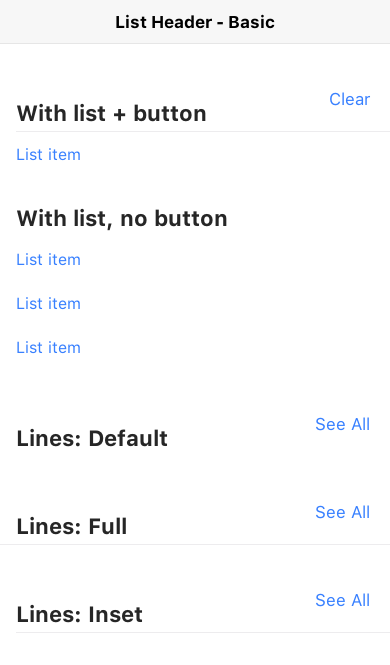 List Header - Basic
Clear
With list + button
List item
With list, no button
List item
List item
List item
See All
Lines: Default
See All
Lines: Full
See All
Lines: Inset